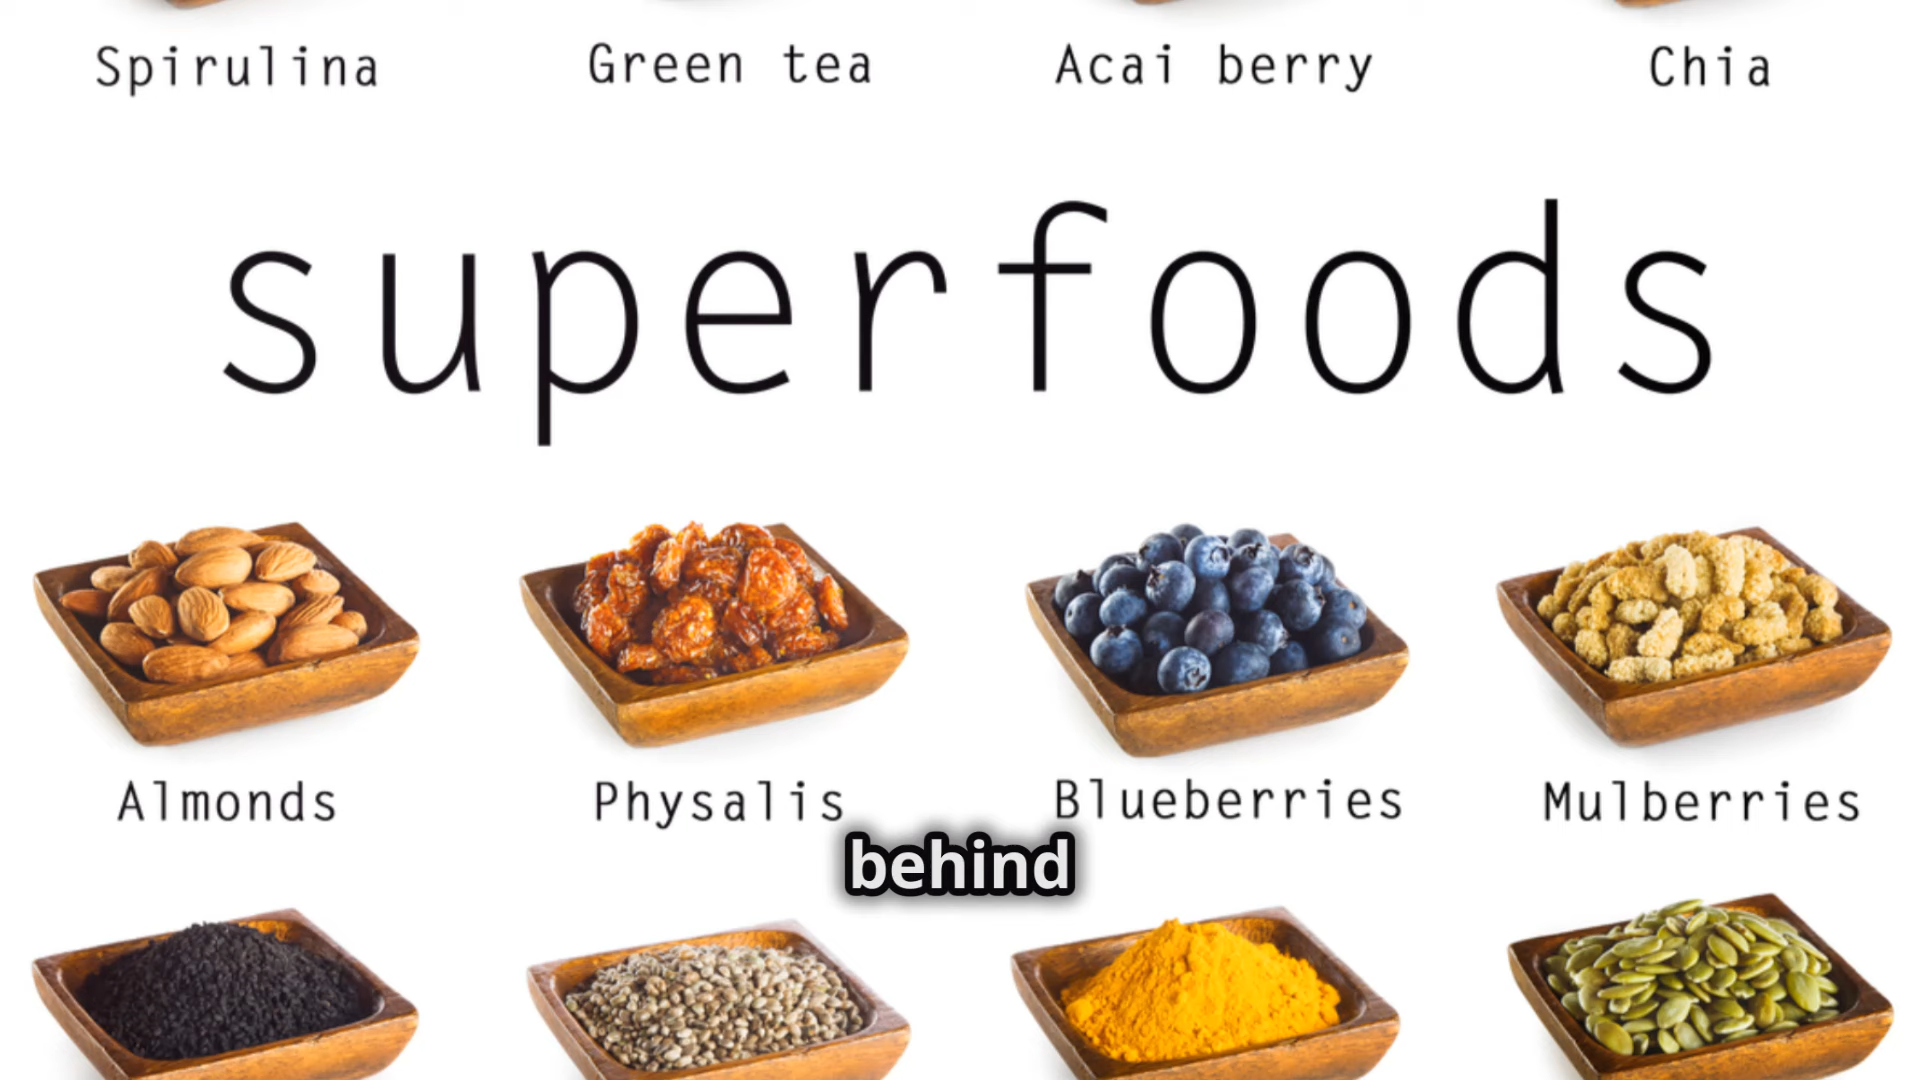 Spirulina Green tea Acai berry Chia
superfoods
Almonds Physalis Blueberries Mulberries
behind